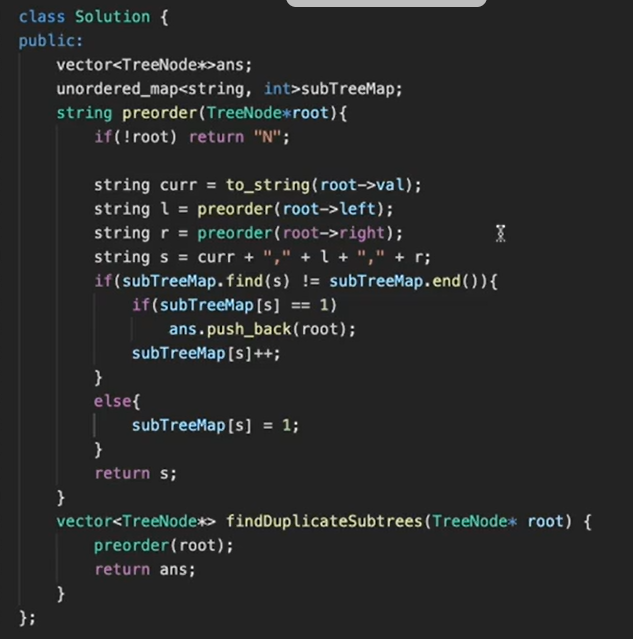 class Solution {
public:
    vector<TreeNode*>ans;
    unordered_map<string, int>subTreeMap;
    string preorder(TreeNode*root){
        if(!root) return "N";

        string curr = to_string(root->val);
        string l = preorder(root->left);
        string r = preorder(root->right);
        string s = curr + "," + l + "," + r;
        if(subTreeMap.find(s) != subTreeMap.end()){
            if(subTreeMap[s] == 1)
                ans.push_back(root);
            subTreeMap[s]++;
        }
        else{
            subTreeMap[s] = 1;
        }
        return s;
    }
    vector<TreeNode*> findDuplicateSubtrees(TreeNode* root) {
        preorder(root);
        return ans;
    }
};